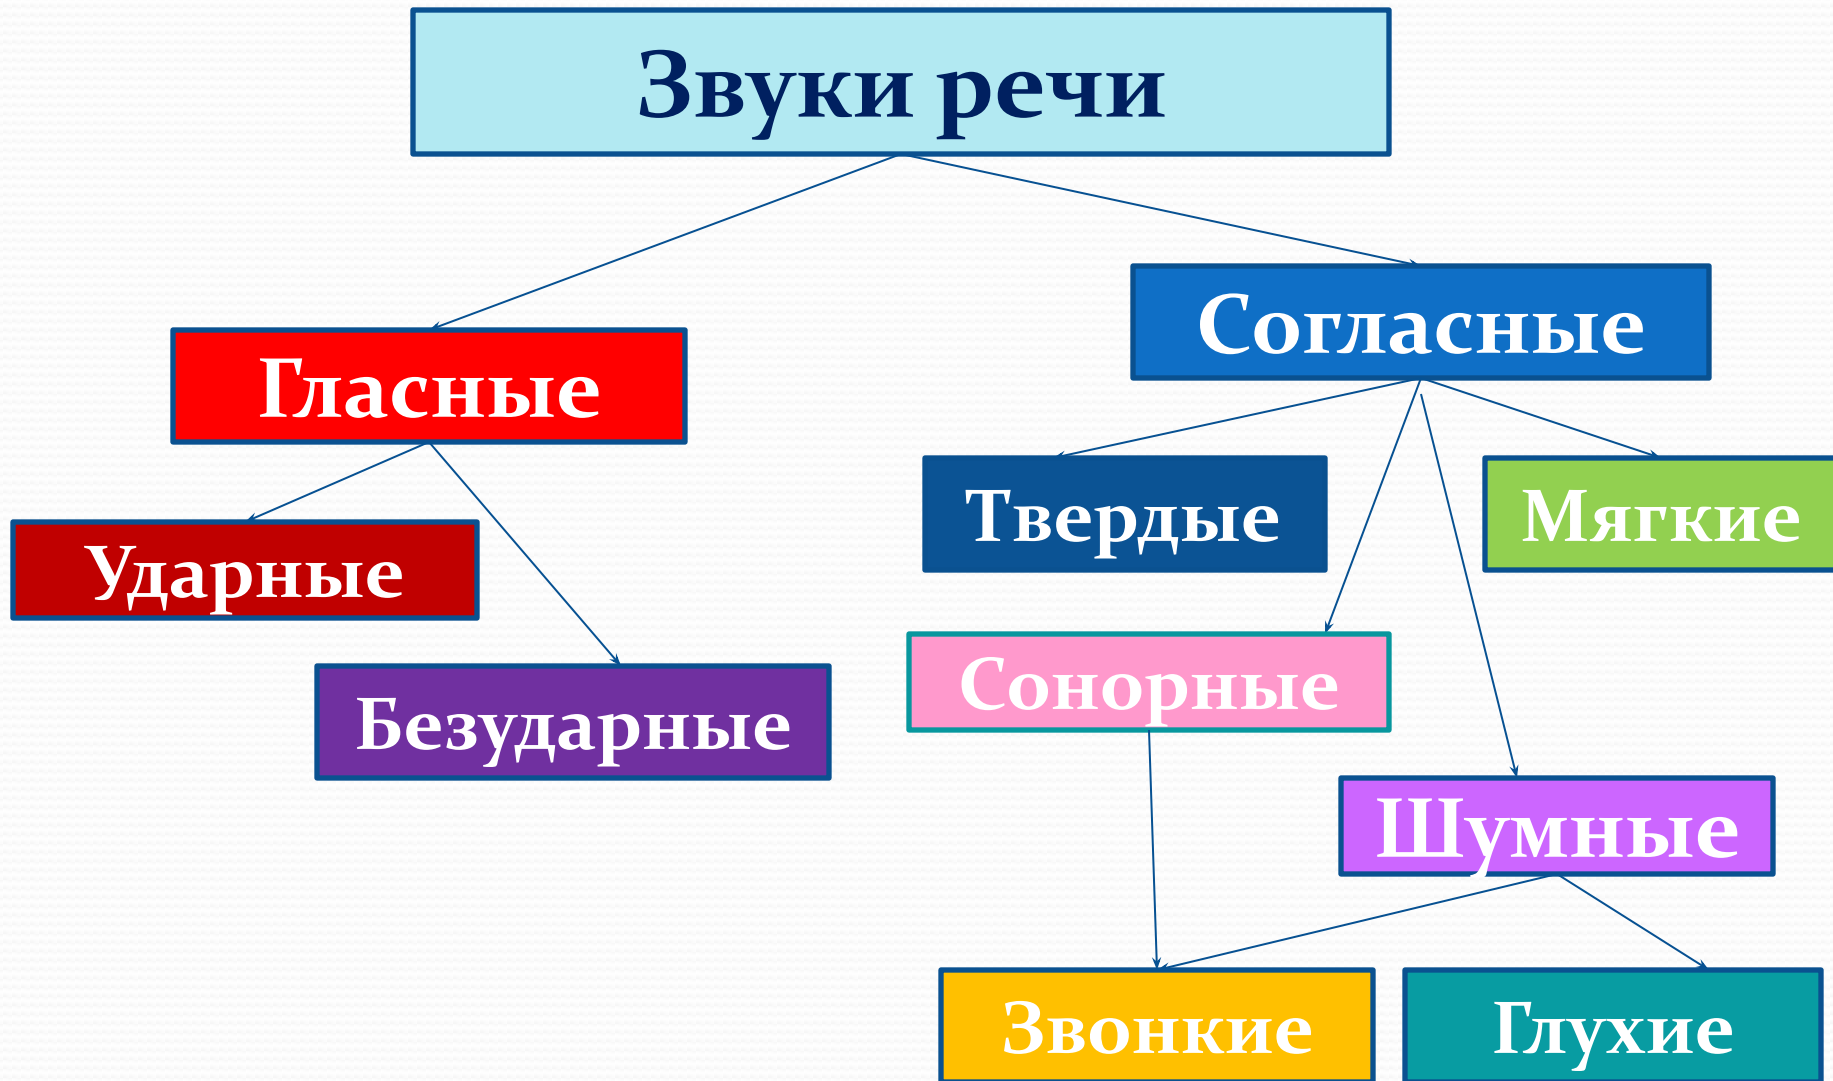 Звуки речи
Согласные
Гласные
Твердые
Мягкие
Ударные
Сонорные
Безударные
Шумные
Звонкие
Глухие